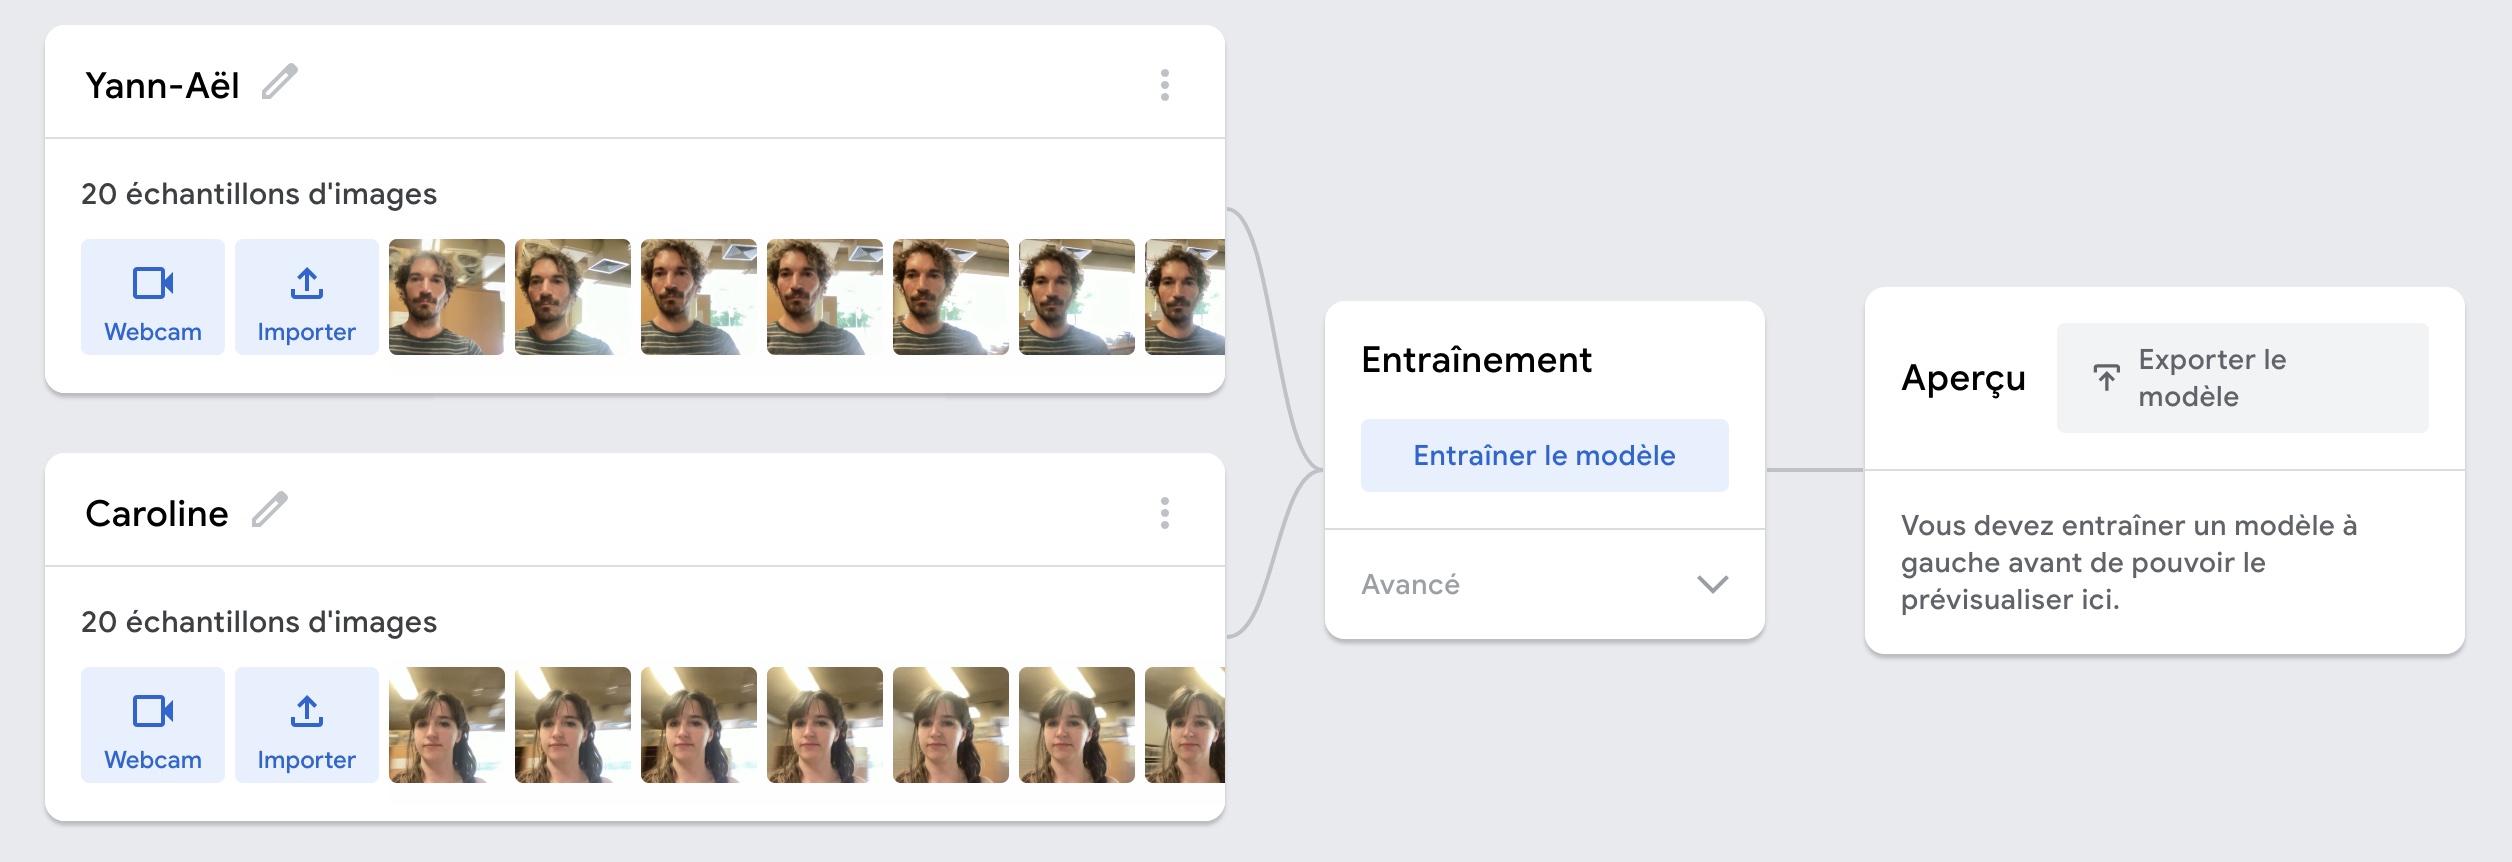 Yann-Aël
20 échantillons d'images
Webcam
Importer
Caroline
20 échantillons d'images
Webcam
Importer
Entraînement
Entraîner le modèle
Avancé
Aperçu
Exporter le
modèle
Vous devez entraîner un modèle à
gauche avant de pouvoir le
prévisualiser ici.